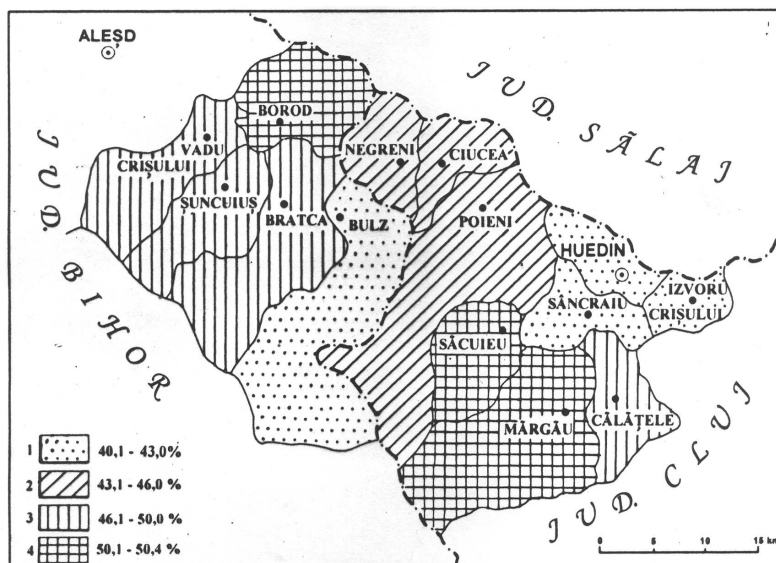 ALEȘD
JUD. SĂLAJ
BOROD
VADU
CRIȘULUI
NEGRENI
CIUCEA
ȘUNCUIUȘ
BRATCA
BULZ
POIENI
HUEDIN
IZVORU
CRIȘULUI
SÂNCRAIU
JUD. BIHOR
SĂCUIEU
MĂRGĂU
CĂLĂȚELE
JUD. CLUJ
1 40,1 - 43,0%
2 43,1 - 46,0 %
3 46,1 - 50,0 %
4 50,1 - 50,4 %
0 5 10 15 km